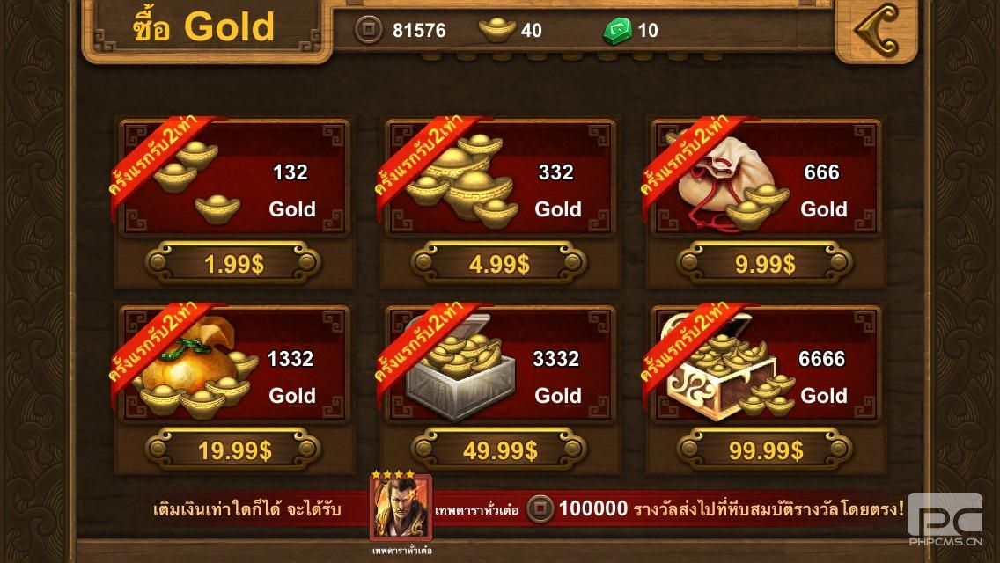 ซื้อ Gold
81576
40
10
ครั้งแรกรับ2เท่า
132
Gold
1.99$
ครั้งแรกรับ2เท่า
332
Gold
4.99$
ครั้งแรกรับ2เท่า
666
Gold
9.99$
ครั้งแรกรับ2เท่า
1332
Gold
19.99$
ครั้งแรกรับ2เท่า
3332
Gold
49.99$
ครั้งแรกรับ2เท่า
6666
Gold
99.99$
เติมเงินเท่าใดก็ได้ จะได้รับ เทพดาราหั่วเต๋อ 100000 รางวัลส่งไปที่หีบสมบัติรางวัลโดยตรง!
เทพดาราหั่วเต๋อ
PC
PHPCMS.CN